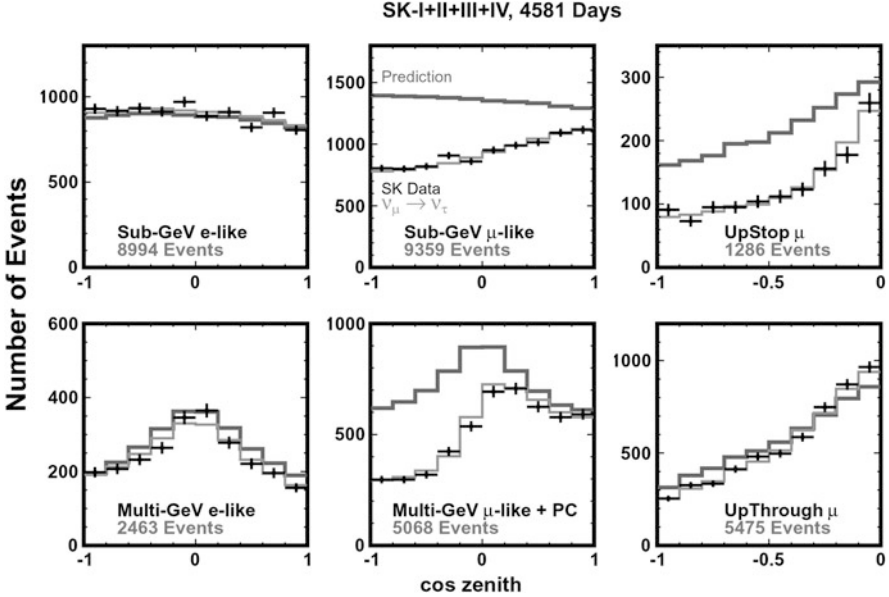 SK-I+II+III+IV, 4581 Days
Number of Events
1000
500
0
Sub-GeV e-like
8994 Events
-1 0 1
1500
1000
500
0
Prediction
SK Data
νμ → ντ
Sub-GeV μ-like
9359 Events
-1 0 1
300
200
100
0
UpStop μ
1286 Events
-1 -0.5 0
600
400
200
0
Multi-GeV e-like
2463 Events
-1 0 1
1000
500
0
Multi-GeV μ-like + PC
5068 Events
-1 0 1
1000
500
0
UpThrough μ
5475 Events
-1 -0.5 0
cos zenith